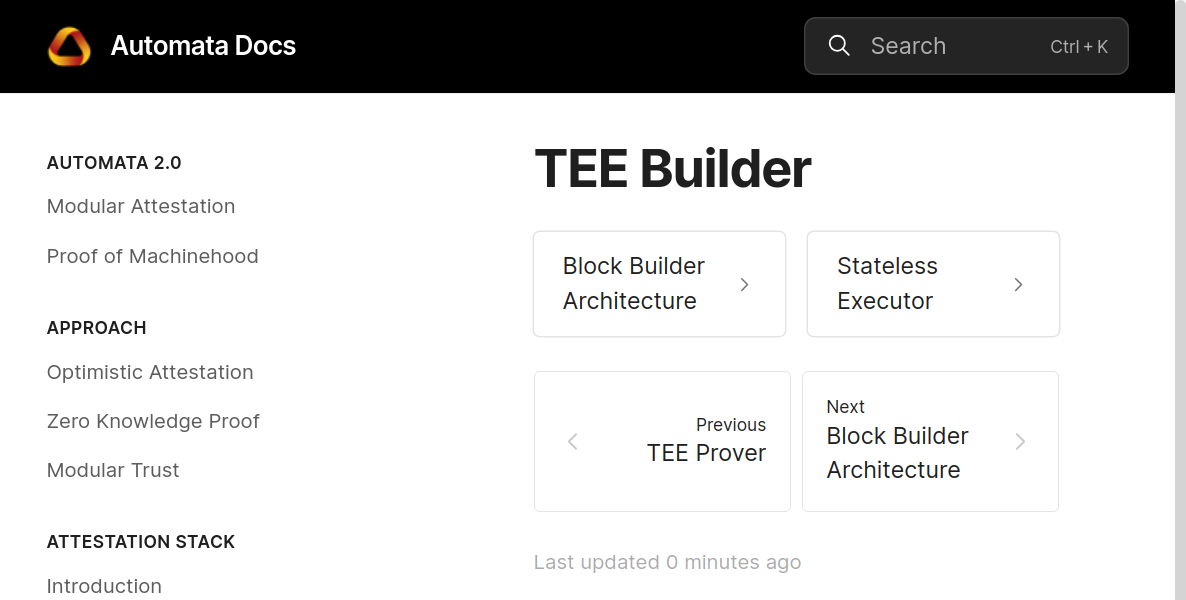 Automata Docs
Search
Ctrl + K
AUTOMATA 2.0
Modular Attestation
Proof of Machinehood
APPROACH
Optimistic Attestation
Zero Knowledge Proof
Modular Trust
ATTESTATION STACK
Introduction
TEE Builder
Block Builder
Architecture
Stateless
Executor
Previous
TEE Prover
Next
Block Builder
Architecture
Last updated 0 minutes ago